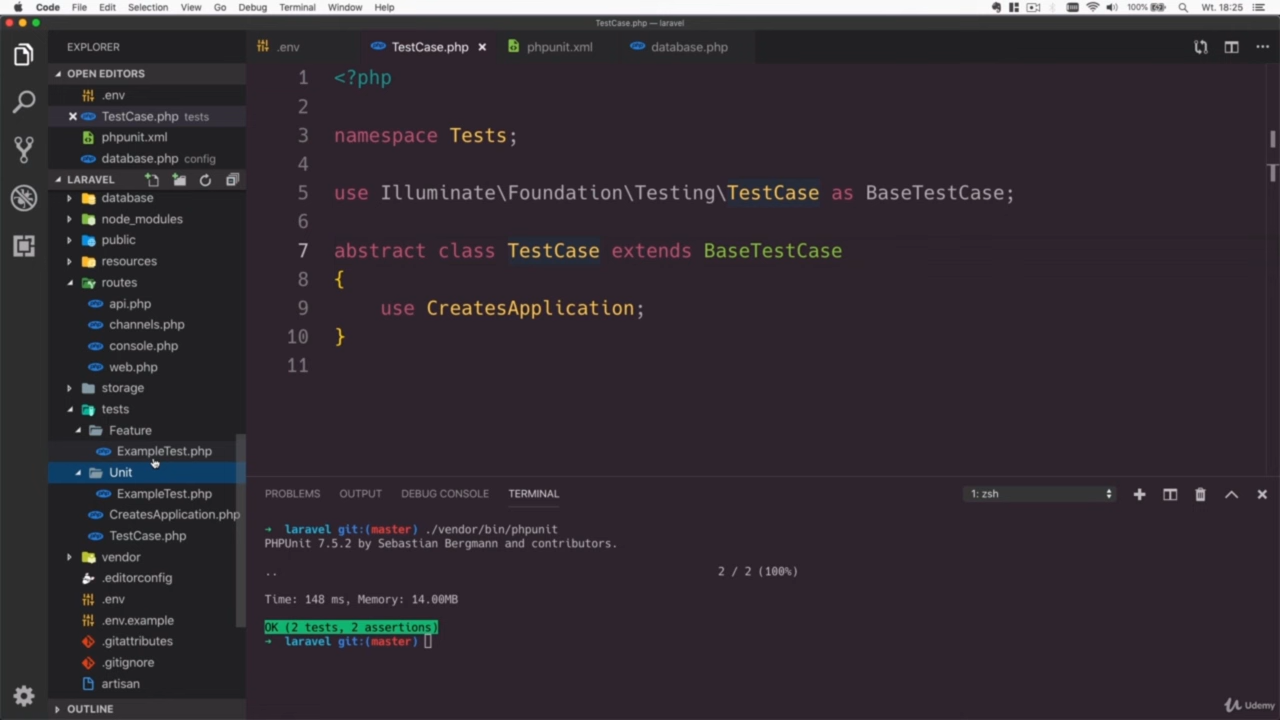 Code File Edit Selection View Go Debug Terminal Window Help 100% Wt. 18:25
TestCase.php — laravel
EXPLORER
OPEN EDITORS
.env
TestCase.php tests
phpunit.xml
database.php config
LARAVEL
database
node_modules
public
resources
routes
api.php
channels.php
console.php
web.php
storage
tests
Feature
ExampleTest.php
Unit
ExampleTest.php
CreatesApplication.php
TestCase.php
vendor
.editorconfig
.env
.env.example
.gitattributes
.gitignore
artisan
OUTLINE
.env TestCase.php phpunit.xml database.php
1 <?php
2
3 namespace Tests;
4
5 use Illuminate\Foundation\Testing\TestCase as BaseTestCase;
6
7 abstract class TestCase extends BaseTestCase
8 {
9 use CreatesApplication;
10 }
11
PROBLEMS OUTPUT DEBUG CONSOLE TERMINAL 1: zsh
→ laravel git:(master) ./vendor/bin/phpunit
PHPUnit 7.5.2 by Sebastian Bergmann and contributors.
.. 2 / 2 (100%)
Time: 148 ms, Memory: 14.00MB
OK (2 tests, 2 assertions)
→ laravel git:(master)
Udemy